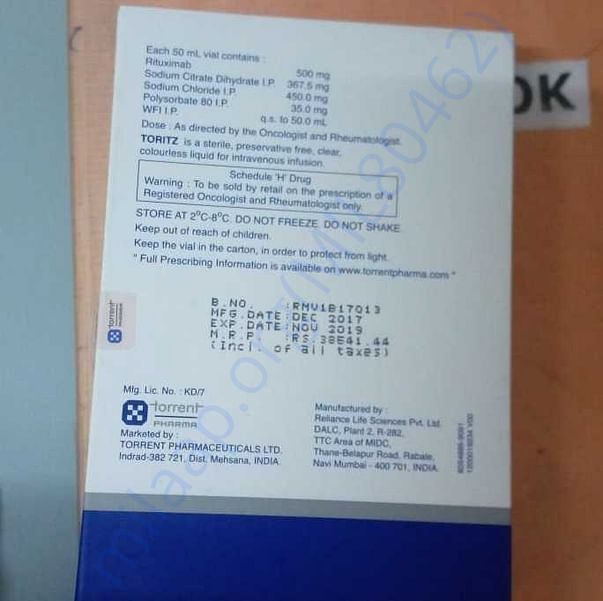 Each 50 mL vial contains :
Rituximab 500 mg
Sodium Citrate Dihydrate I.P. 367.5 mg
Sodium Chloride I.P. 450.0 mg
Polysorbate 80 I.P. 35.0 mg
WFI I.P. q.s. to 50.0 mL
Dose : As directed by the Oncologist and Rheumatologist.
TORITZ is a sterile, preservative free, clear,
colourless liquid for intravenous infusion.
Schedule 'H' Drug
Warning : To be sold by retail on the prescription of a
Registered Oncologist and Rheumatologist only.
STORE AT 2°C-8°C. DO NOT FREEZE. DO NOT SHAKE.
Keep out of reach of children.
Keep the vial in the carton, in order to protect from light.
" Full Prescribing Information is available on www.torrentpharma.com "
B.NO. :RMV1B17013
MFG.DATE:DEC 2017
EXP.DATE:NOV 2019
M.R.P. :RS.38541.44
(Incl. of all taxes)
torrent
Mfg. Lic. No. : KD/7
torrent
PHARMA
Marketed by :
TORRENT PHARMACEUTICALS LTD.
Indrad-382 721, Dist. Mehsana, INDIA.
Manufactured by :
Reliance Life Sciences Pvt. Ltd.
DALC, Plant 2, R-282,
TTC Area of MIDC,
Thane-Belapur Road, Rabale,
Navi Mumbai - 400 701, INDIA.
OK